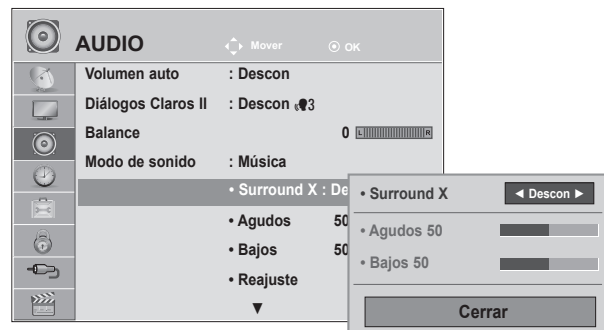 AUDIO
Mover
OK
Volumen auto : Descon
Diálogos Claros II : Descon 3
Balance 0 L R
Modo de sonido : Música
• Surround X : De
• Agudos 50
• Bajos 50
• Reajuste
▼
• Surround X ◄ Descon ►
• Agudos 50
• Bajos 50
Cerrar